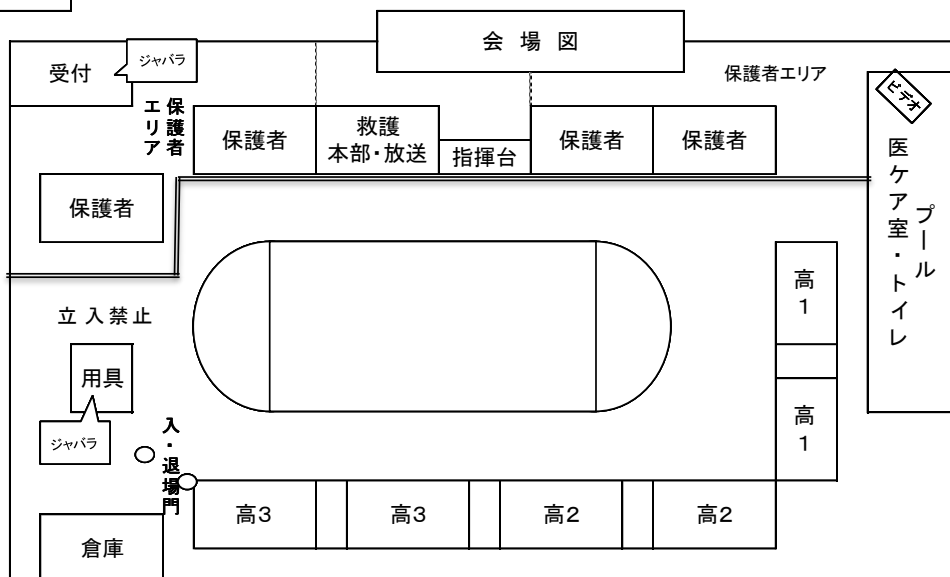 会 場 図
受付
ジャバラ
保護者エリア
ビデオ
保護者
エリア
保護者
救護
本部・放送
指揮台
保護者
保護者
保護者
医ケア室・トイレ
プール
高
1
立入禁止
用具
ジャバラ
高
1
入・退場門
高3
高3
高2
高2
倉庫